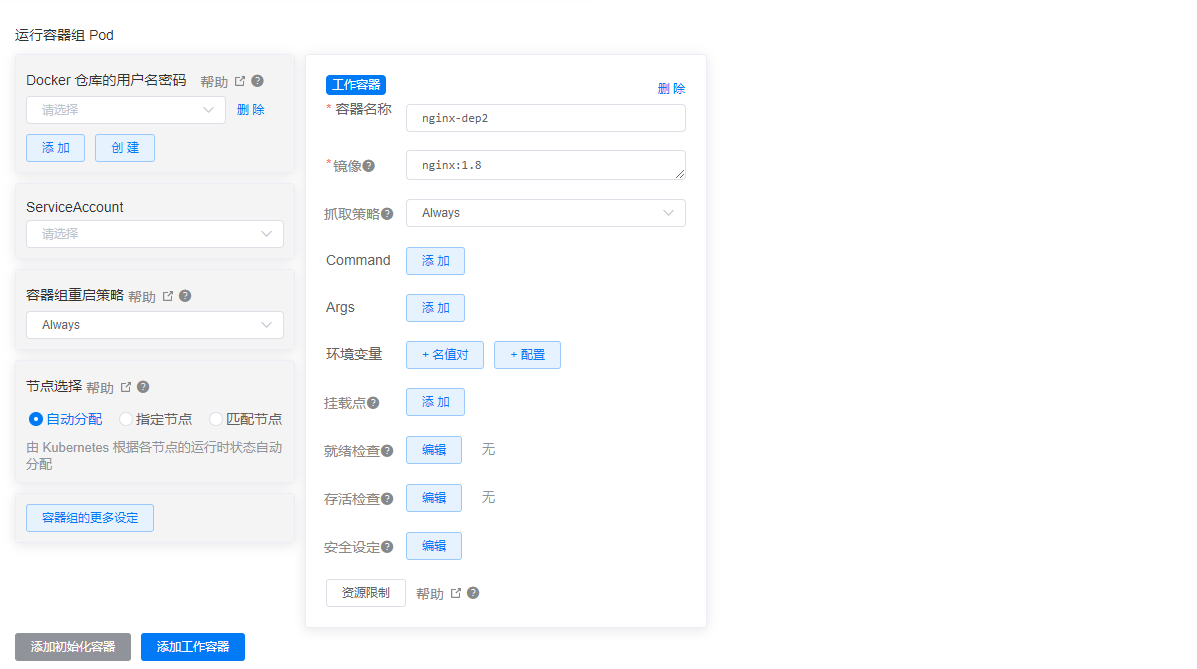 运行容器组 Pod
Docker 仓库的用户名密码 帮助
请选择 删 除
添 加 创 建
ServiceAccount
请选择
容器组重启策略 帮助
Always
节点选择 帮助
自动分配 指定节点 匹配节点
由 Kubernetes 根据各节点的运行时状态自动
分配
容器组的更多设定
工作容器
删 除
* 容器名称 nginx-dep2
*镜像 nginx:1.8
抓取策略 Always
Command 添 加
Args 添 加
环境变量 + 名值对 + 配置
挂载点 添 加
就绪检查 编辑 无
存活检查 编辑 无
安全设定 编辑
资源限制 帮助
添加初始化容器 添加工作容器